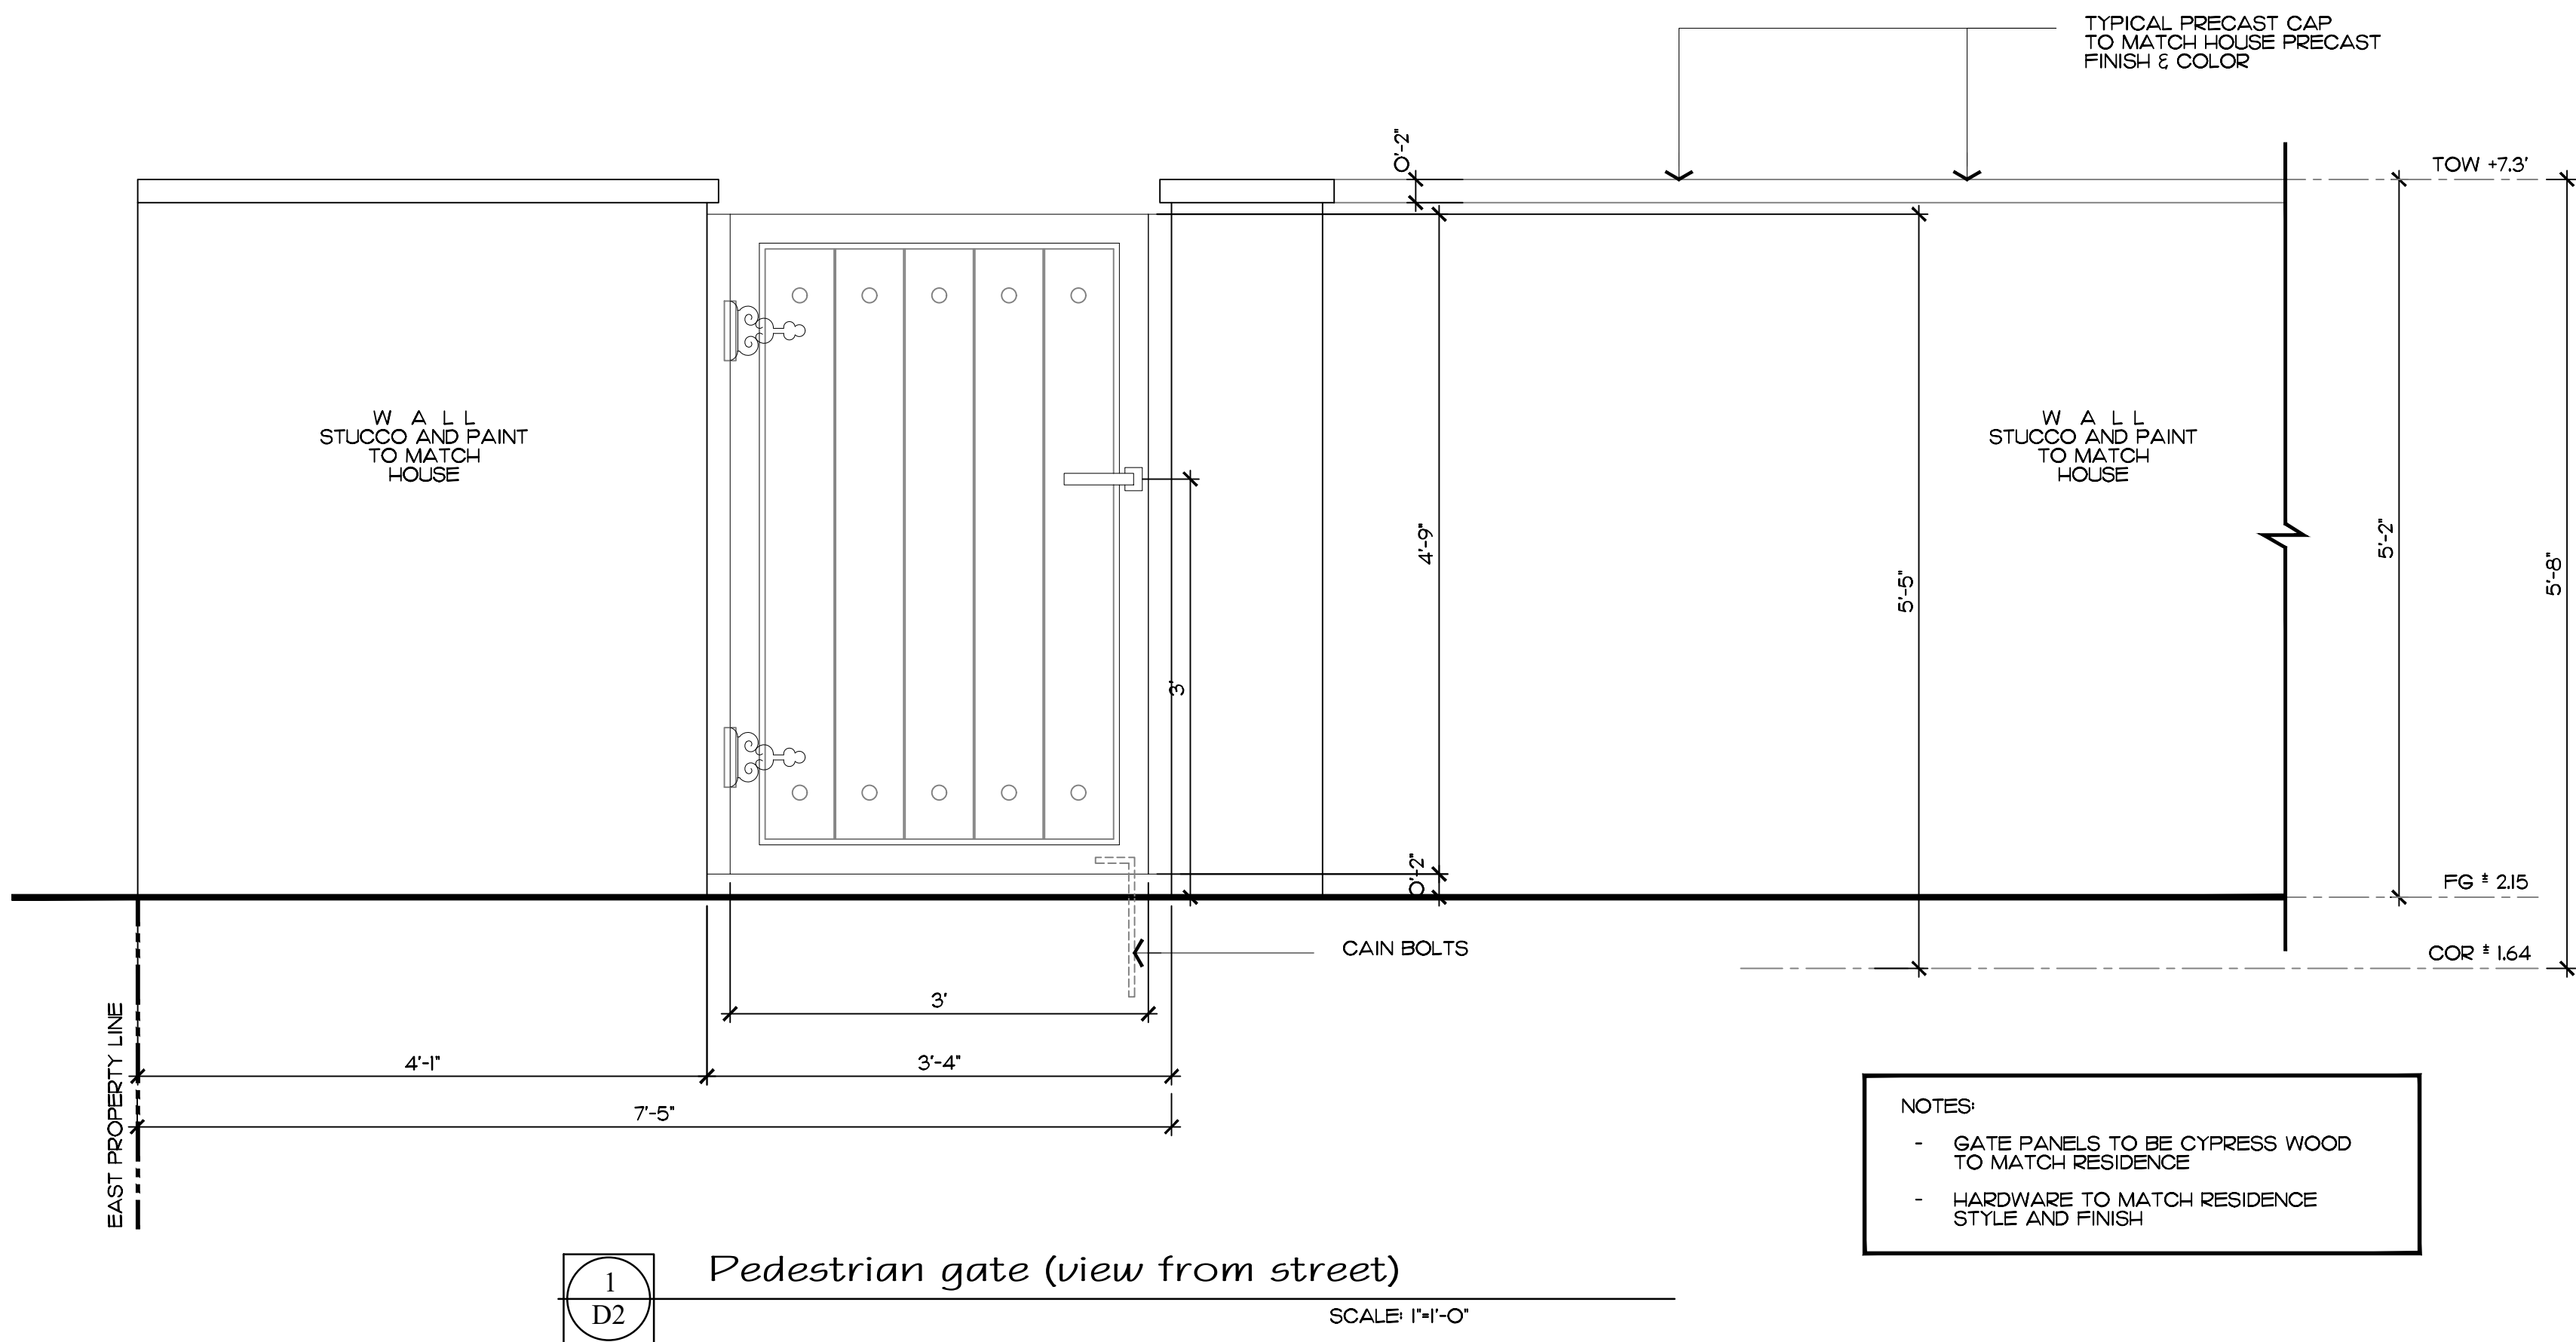 TYPICAL PRECAST CAP
TO MATCH HOUSE PRECAST
FINISH & COLOR
0'-2"
TOW +7.3'
W A L L
STUCCO AND PAINT
TO MATCH
HOUSE
W A L L
STUCCO AND PAINT
TO MATCH
HOUSE
4'-9"
5'-2"
5'-8"
5'-5"
3'
0'-2"
FG ± 2.15
CAIN BOLTS
COR ± 1.64
3'
EAST PROPERTY LINE
4'-1"
3'-4"
7'-5"
NOTES:
- GATE PANELS TO BE CYPRESS WOOD
TO MATCH RESIDENCE
- HARDWARE TO MATCH RESIDENCE
STYLE AND FINISH
1
D2
Pedestrian gate (view from street)
SCALE: 1"=1'-0"